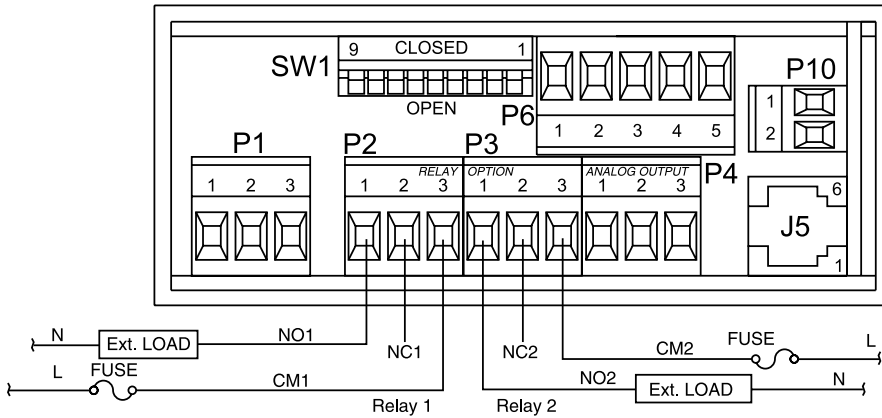 9 CLOSED 1
SW1
OPEN
P10
1
2
P6
1 2 3 4 5
P1
1 2 3
P2 P3
RELAY OPTION
1 2 3 1 2 3
ANALOG OUTPUT
1 2 3
P4
6
J5
1
N Ext. LOAD NO1
NC1
NC2
CM2 FUSE L
L FUSE CM1
NO2 Ext. LOAD N
Relay 1 Relay 2